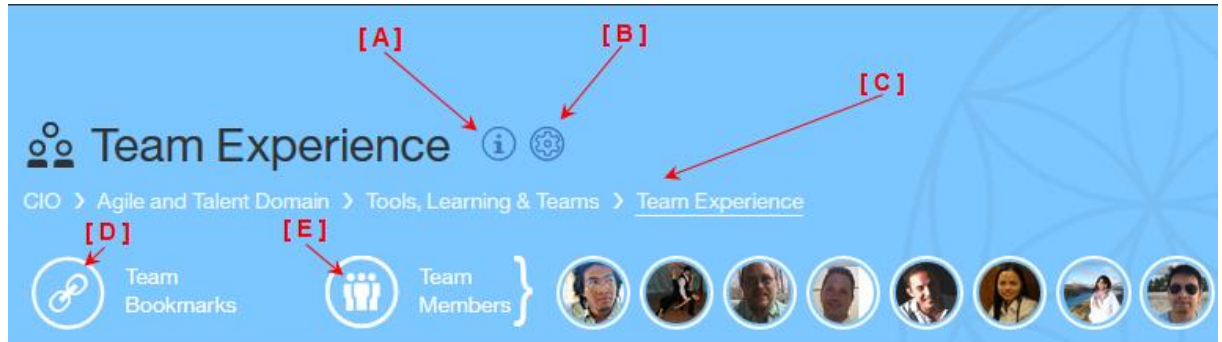 [ A ] [ B ]
[ C ]
Team Experience i
CIO > Agile and Talent Domain > Tools, Learning & Teams > Team Experience
[ D ] [ E ]
Team Team
Bookmarks Members }